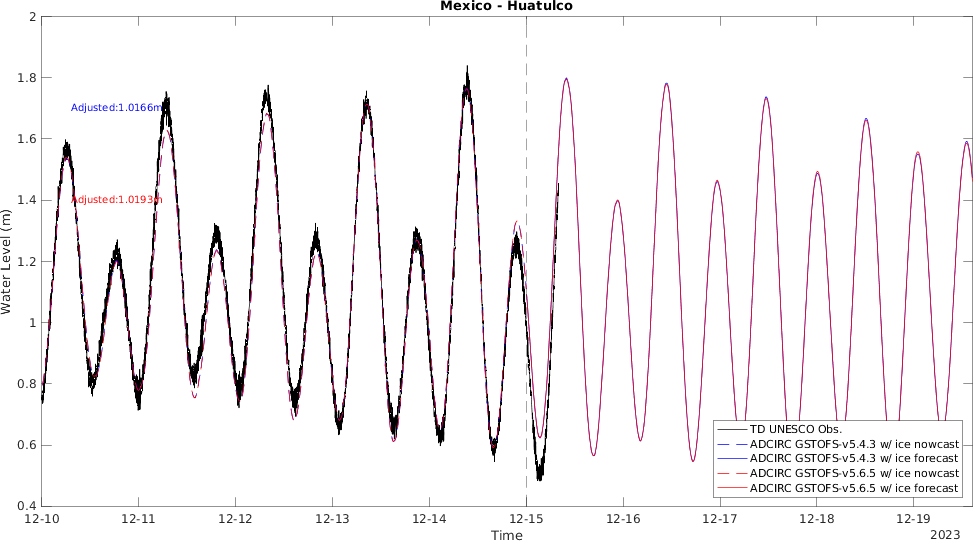 Mexico - Huatulco
2
1.8
1.6
1.4
1.2
1
0.8
0.6
0.4
Water Level (m)
Adjusted:1.0166m
Adjusted:1.0193m
TD UNESCO Obs.
ADCIRC GSTOFS-v5.4.3 w/ ice nowcast
ADCIRC GSTOFS-v5.4.3 w/ ice forecast
ADCIRC GSTOFS-v5.6.5 w/ ice nowcast
ADCIRC GSTOFS-v5.6.5 w/ ice forecast
12-10 12-11 12-12 12-13 12-14 12-15 12-16 12-17 12-18 12-19
Time
2023